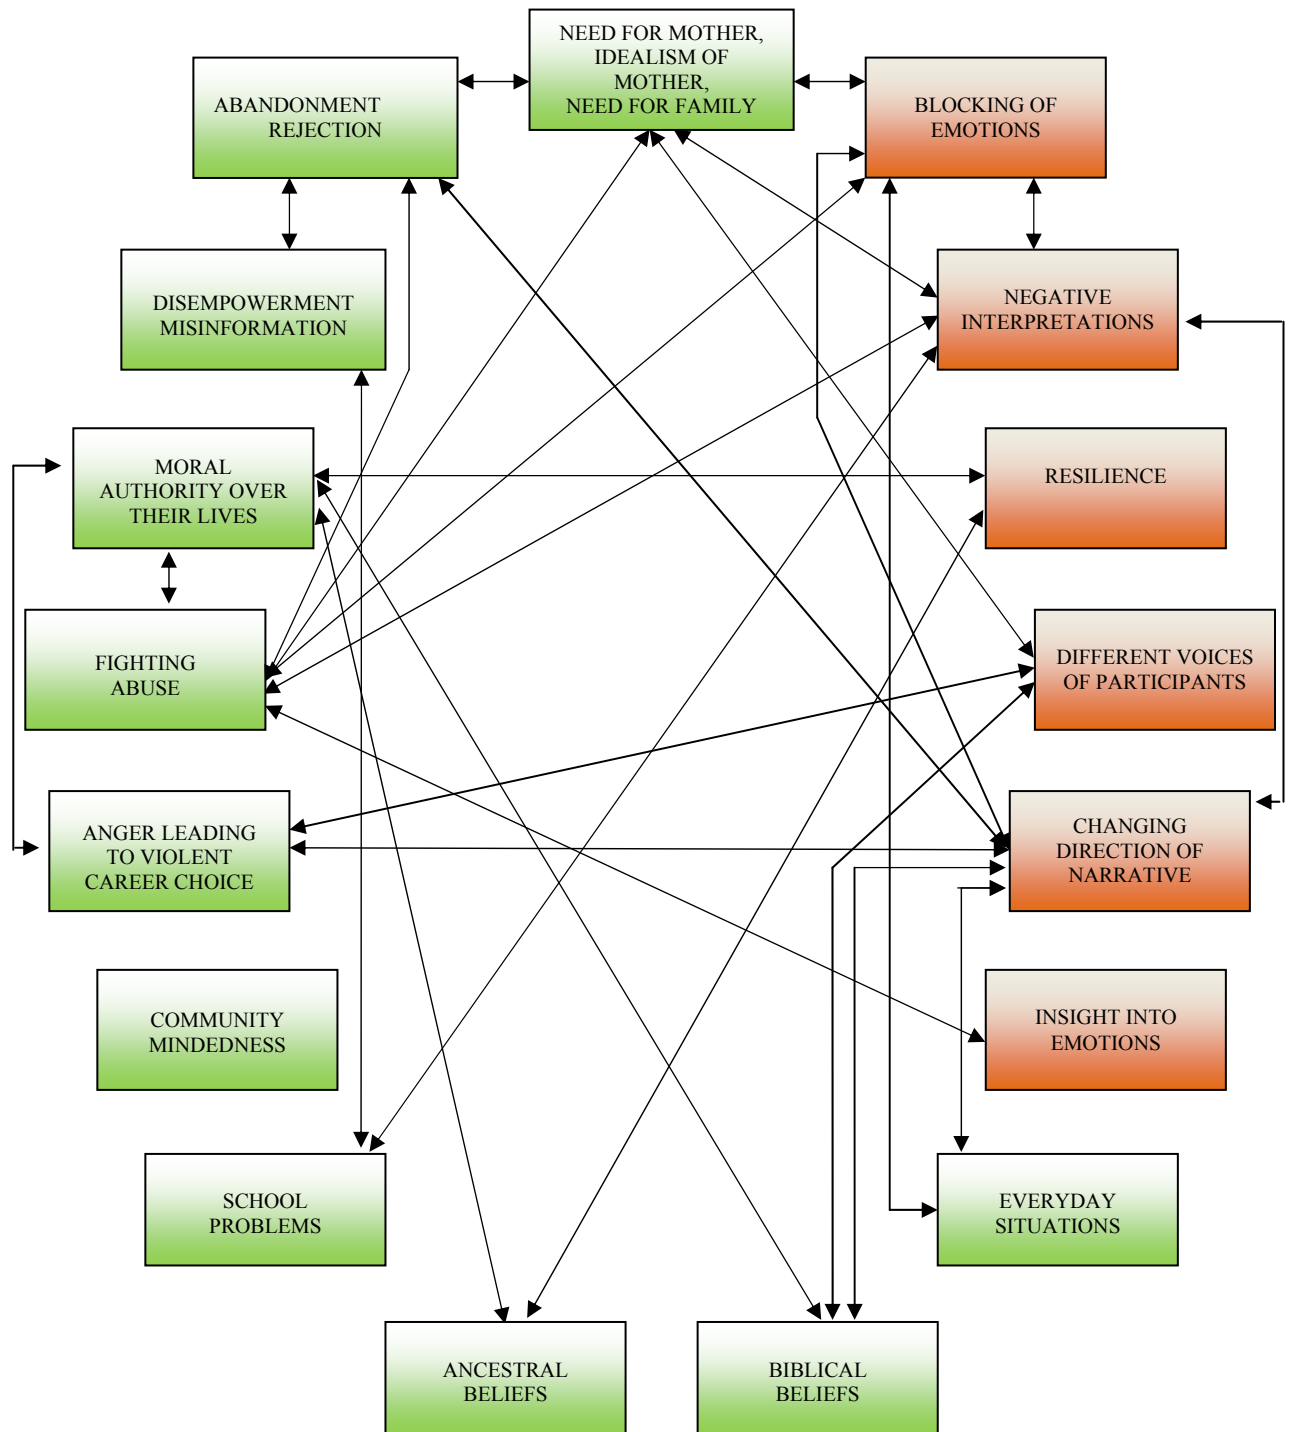 NEED FOR MOTHER,
IDEALISM OF
MOTHER,
NEED FOR FAMILY
ABANDONMENT
REJECTION
BLOCKING OF
EMOTIONS
DISEMPOWERMENT
MISINFORMATION
NEGATIVE
INTERPRETATIONS
MORAL
AUTHORITY OVER
THEIR LIVES
RESILIENCE
FIGHTING
ABUSE
DIFFERENT VOICES
OF PARTICIPANTS
ANGER LEADING
TO VIOLENT
CAREER CHOICE
CHANGING
DIRECTION OF
NARRATIVE
COMMUNITY
MINDEDNESS
INSIGHT INTO
EMOTIONS
SCHOOL
PROBLEMS
EVERYDAY
SITUATIONS
ANCESTRAL
BELIEFS
BIBLICAL
BELIEFS